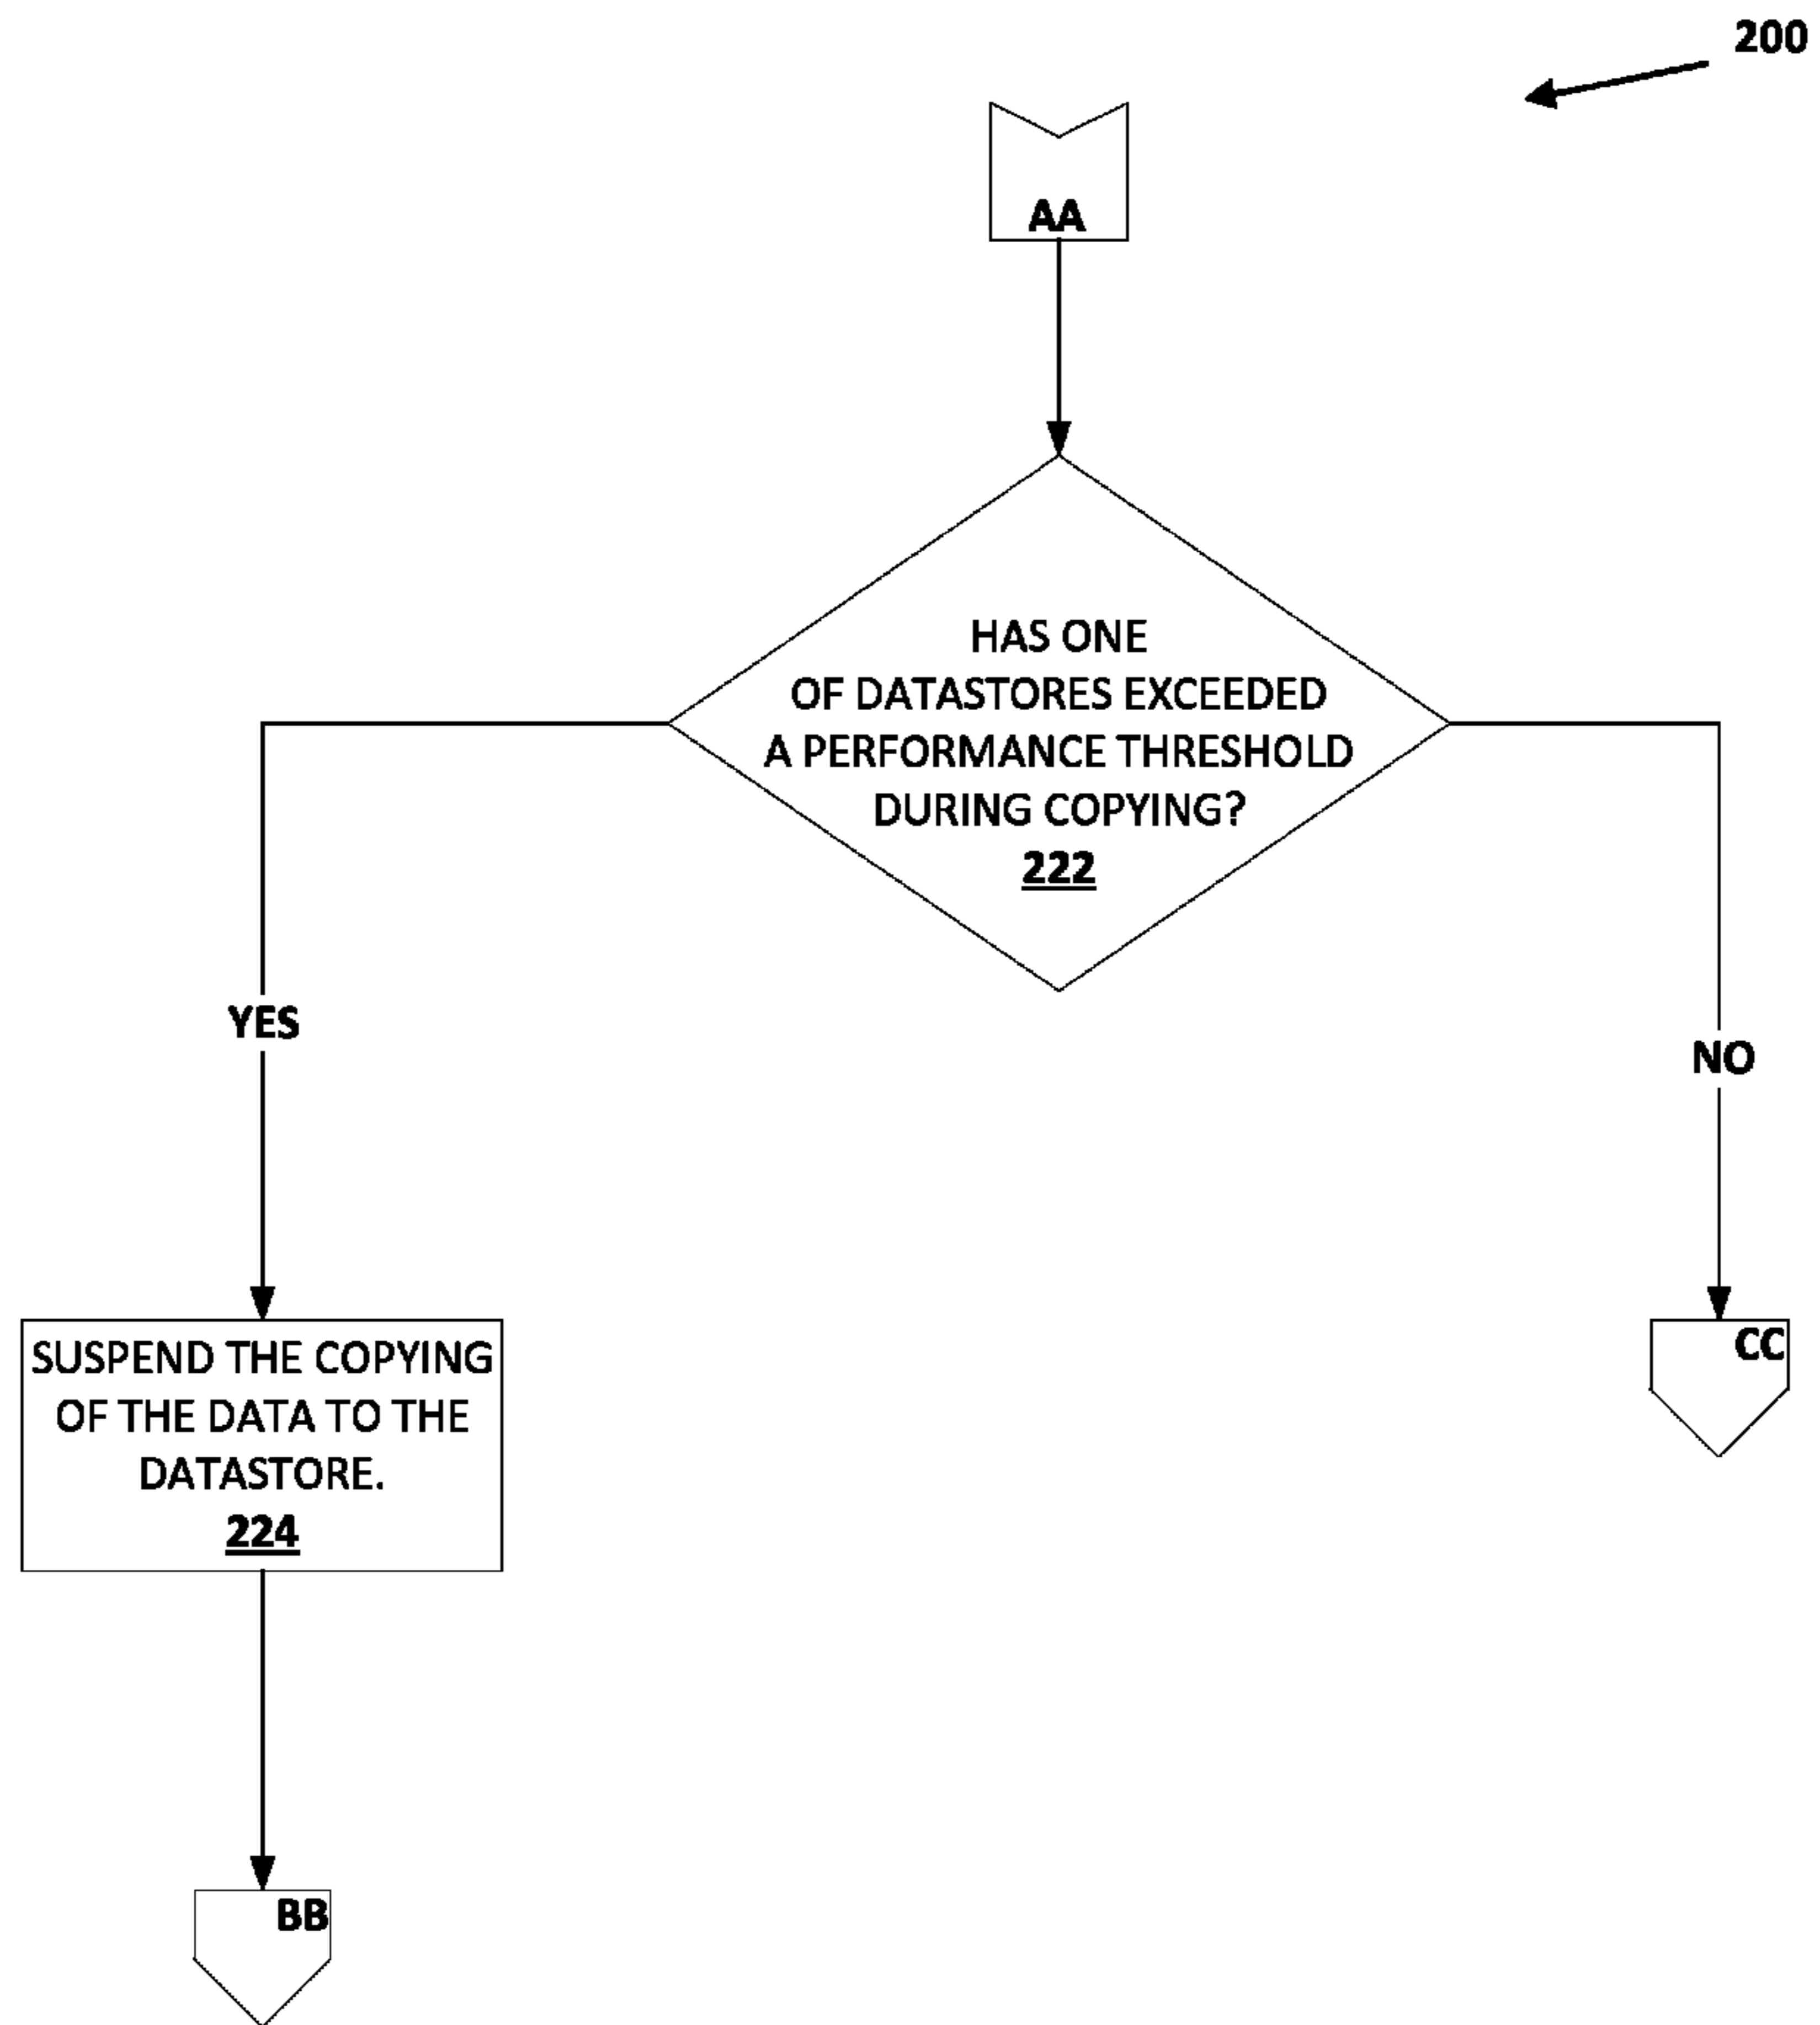 200
AA
HAS ONE
OF DATASTORES EXCEEDED
A PERFORMANCE THRESHOLD
DURING COPYING?
222
YES
NO
SUSPEND THE COPYING
OF THE DATA TO THE
DATASTORE.
224
CC
BB